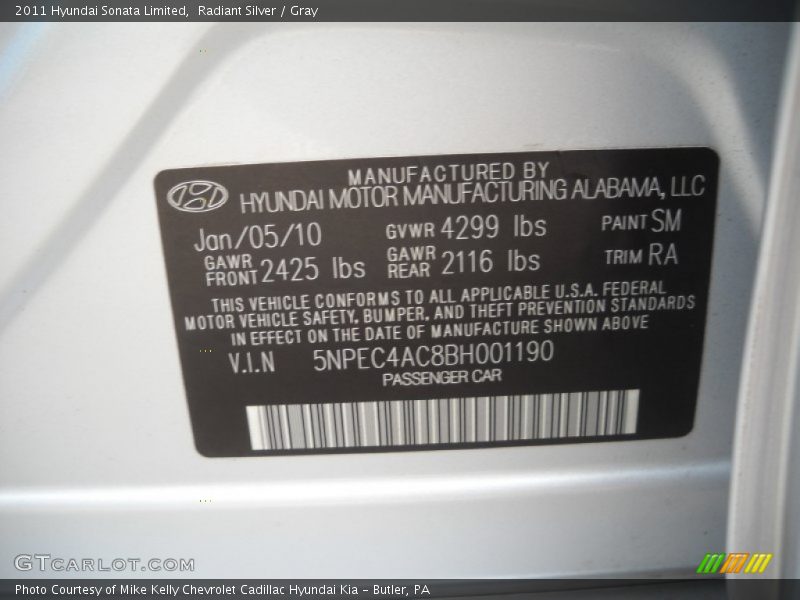 2011 Hyundai Sonata Limited,  Radiant Silver / Gray
MANUFACTURED BY
HYUNDAI MOTOR MANUFACTURING ALABAMA, LLC
Jan/05/10 GVWR 4299 lbs PAINT SM
GAWR FRONT 2425 lbs GAWR REAR 2116 lbs TRIM RA
THIS VEHICLE CONFORMS TO ALL APPLICABLE U.S.A. FEDERAL
MOTOR VEHICLE SAFETY, BUMPER, AND THEFT PREVENTION STANDARDS
IN EFFECT ON THE DATE OF MANUFACTURE SHOWN ABOVE
V.I.N 5NPEC4AC8BH001190
PASSENGER CAR
GTCARLOT.COM
Photo Courtesy of Mike Kelly Chevrolet Cadillac Hyundai Kia – Butler, PA